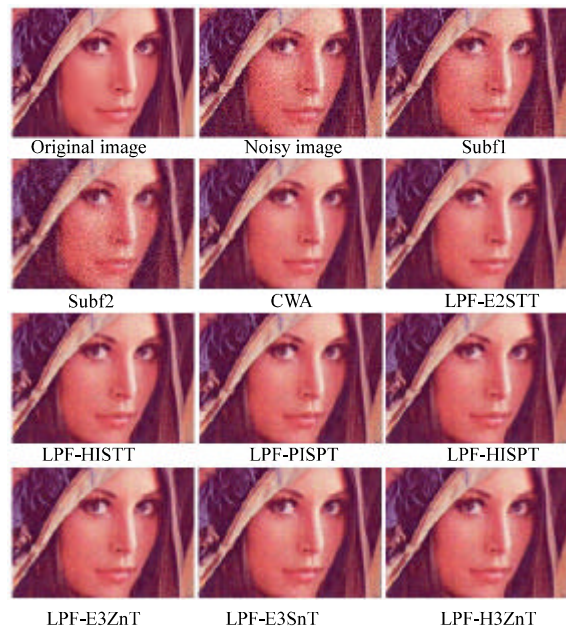 Original image Noisy image Subf1
Subf2 CWA LPF-E2STT
LPF-HISTT LPF-PISPT LPF-HISPT
LPF-E3ZnT LPF-E3SnT LPF-H3ZnT